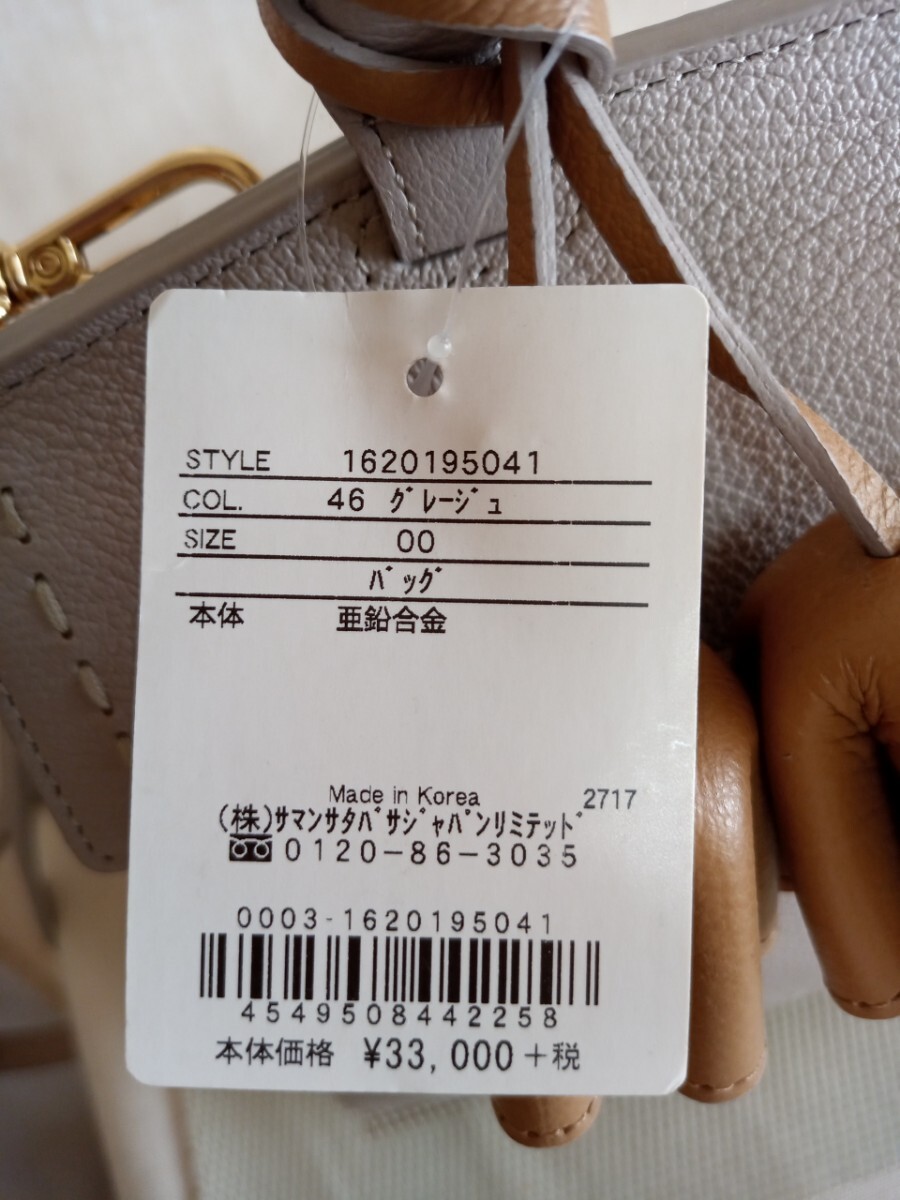 STYLE 1620195041
COL. 46 グレージュ
SIZE 00
バッグ
本体 亜鉛合金
Made in Korea 2717
(株)サマンサタバサジャパンリミテッド
0120-86-3035
0003-1620195041
4549508442258
本体価格 ¥33,000+税